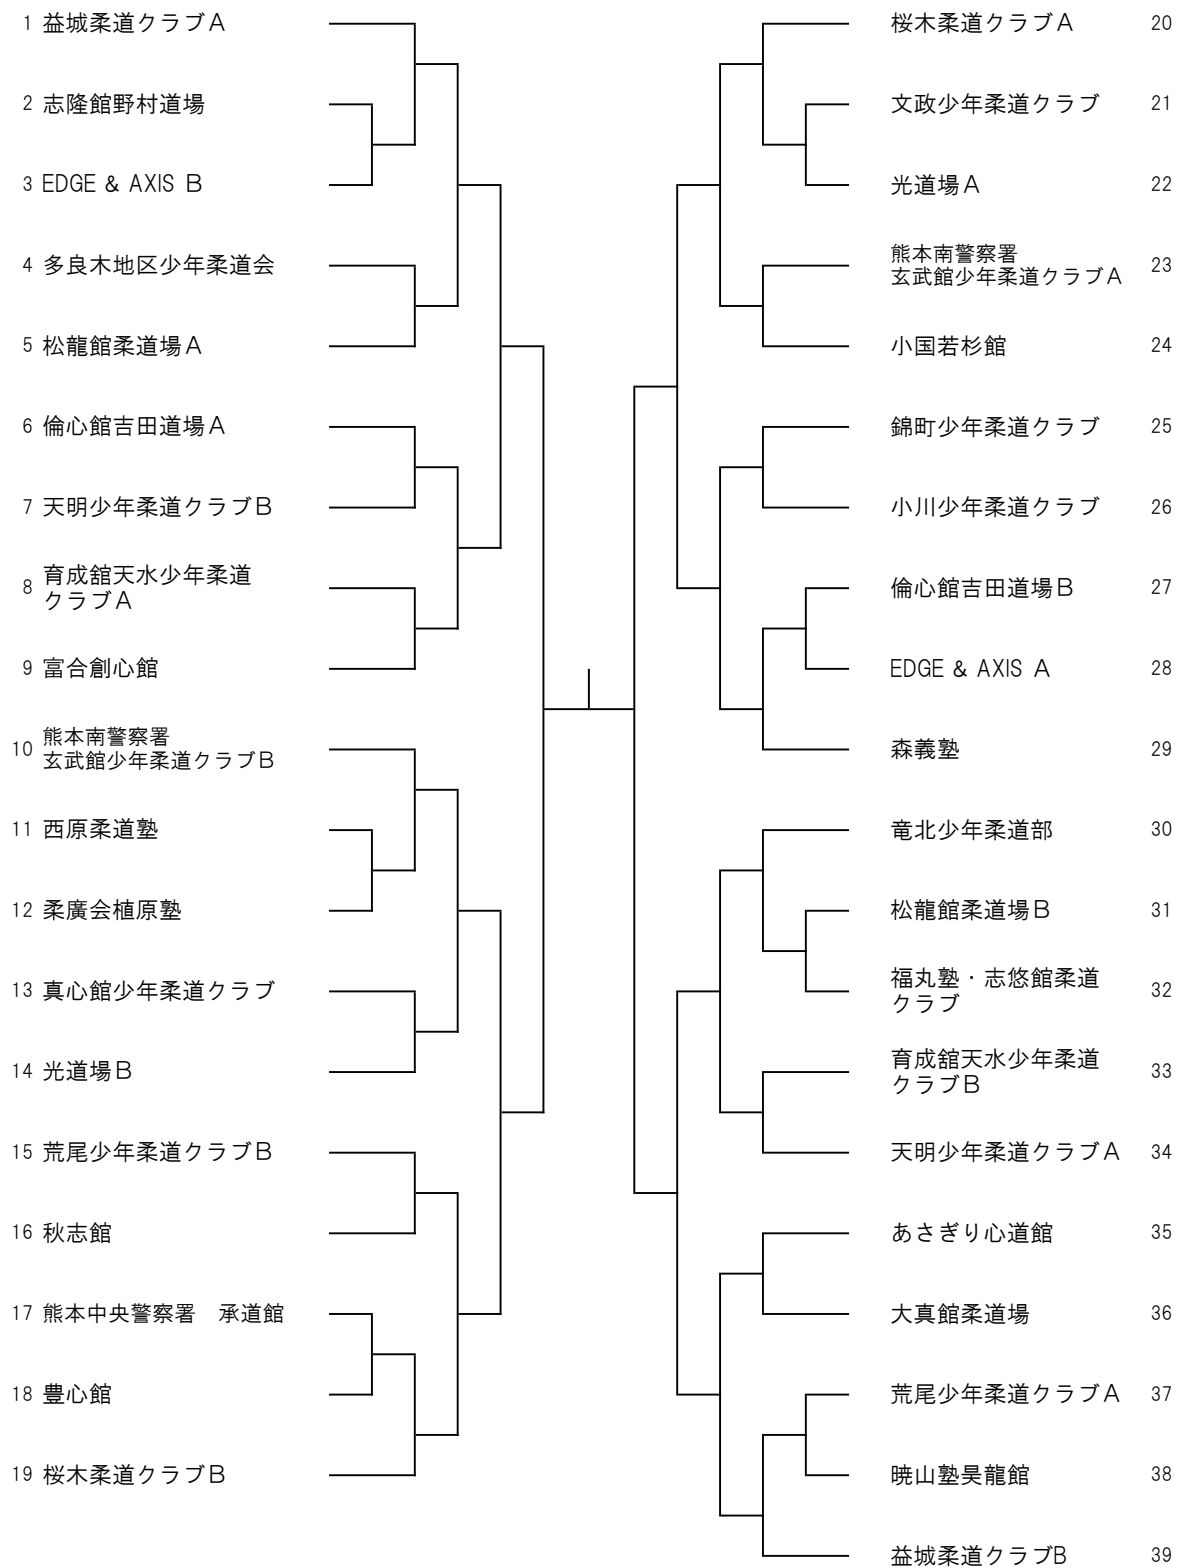 1 益城柔道クラブA
2 志隆館野村道場
3 EDGE & AXIS B
4 多良木地区少年柔道会
5 松龍館柔道場A
6 倫心館吉田道場A
7 天明少年柔道クラブB
8 育成舘天水少年柔道
クラブA
9 富合創心館
10 熊本南警察署
玄武館少年柔道クラブB
11 西原柔道塾
12 柔廣会植原塾
13 真心館少年柔道クラブ
14 光道場B
15 荒尾少年柔道クラブB
16 秋志館
17 熊本中央警察署　承道館
18 豊心館
19 桜木柔道クラブB
桜木柔道クラブA 20
文政少年柔道クラブ 21
光道場A 22
熊本南警察署
玄武館少年柔道クラブA 23
小国若杉館 24
錦町少年柔道クラブ 25
小川少年柔道クラブ 26
倫心館吉田道場B 27
EDGE & AXIS A 28
森義塾 29
竜北少年柔道部 30
松龍館柔道場B 31
福丸塾・志悠館柔道
クラブ 32
育成舘天水少年柔道
クラブB 33
天明少年柔道クラブA 34
あさぎり心道館 35
大真館柔道場 36
荒尾少年柔道クラブA 37
暁山塾昊龍館 38
益城柔道クラブB 39